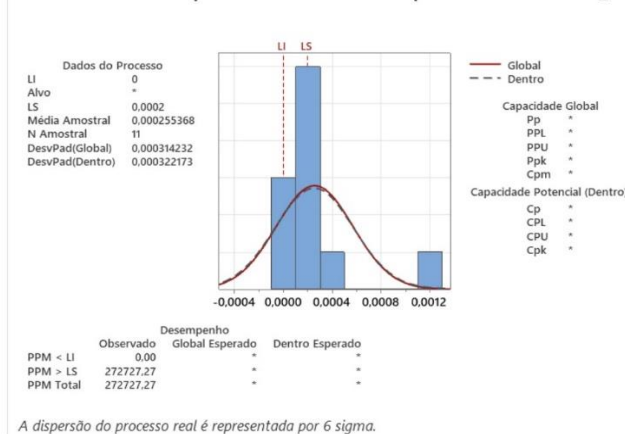 LI LS
Dados do Processo
LI 0
Alvo *
LS 0,0002
Média Amostral 0,000255368
N Amostral 11
DesvPad(Global) 0,000314232
DesvPad(Dentro) 0,000322173
Global
Dentro
Capacidade Global
Pp *
PPL *
PPU *
Ppk *
Cpm *
Capacidade Potencial (Dentro)
Cp *
CPL *
CPU *
Cpk *
-0,0004 0,0000 0,0004 0,0008 0,0012
Desempenho
Observado Global Esperado Dentro Esperado
PPM < LI 0,00 * *
PPM > LS 272727,27 * *
PPM Total 272727,27 * *
A dispersão do processo real é representada por 6 sigma.